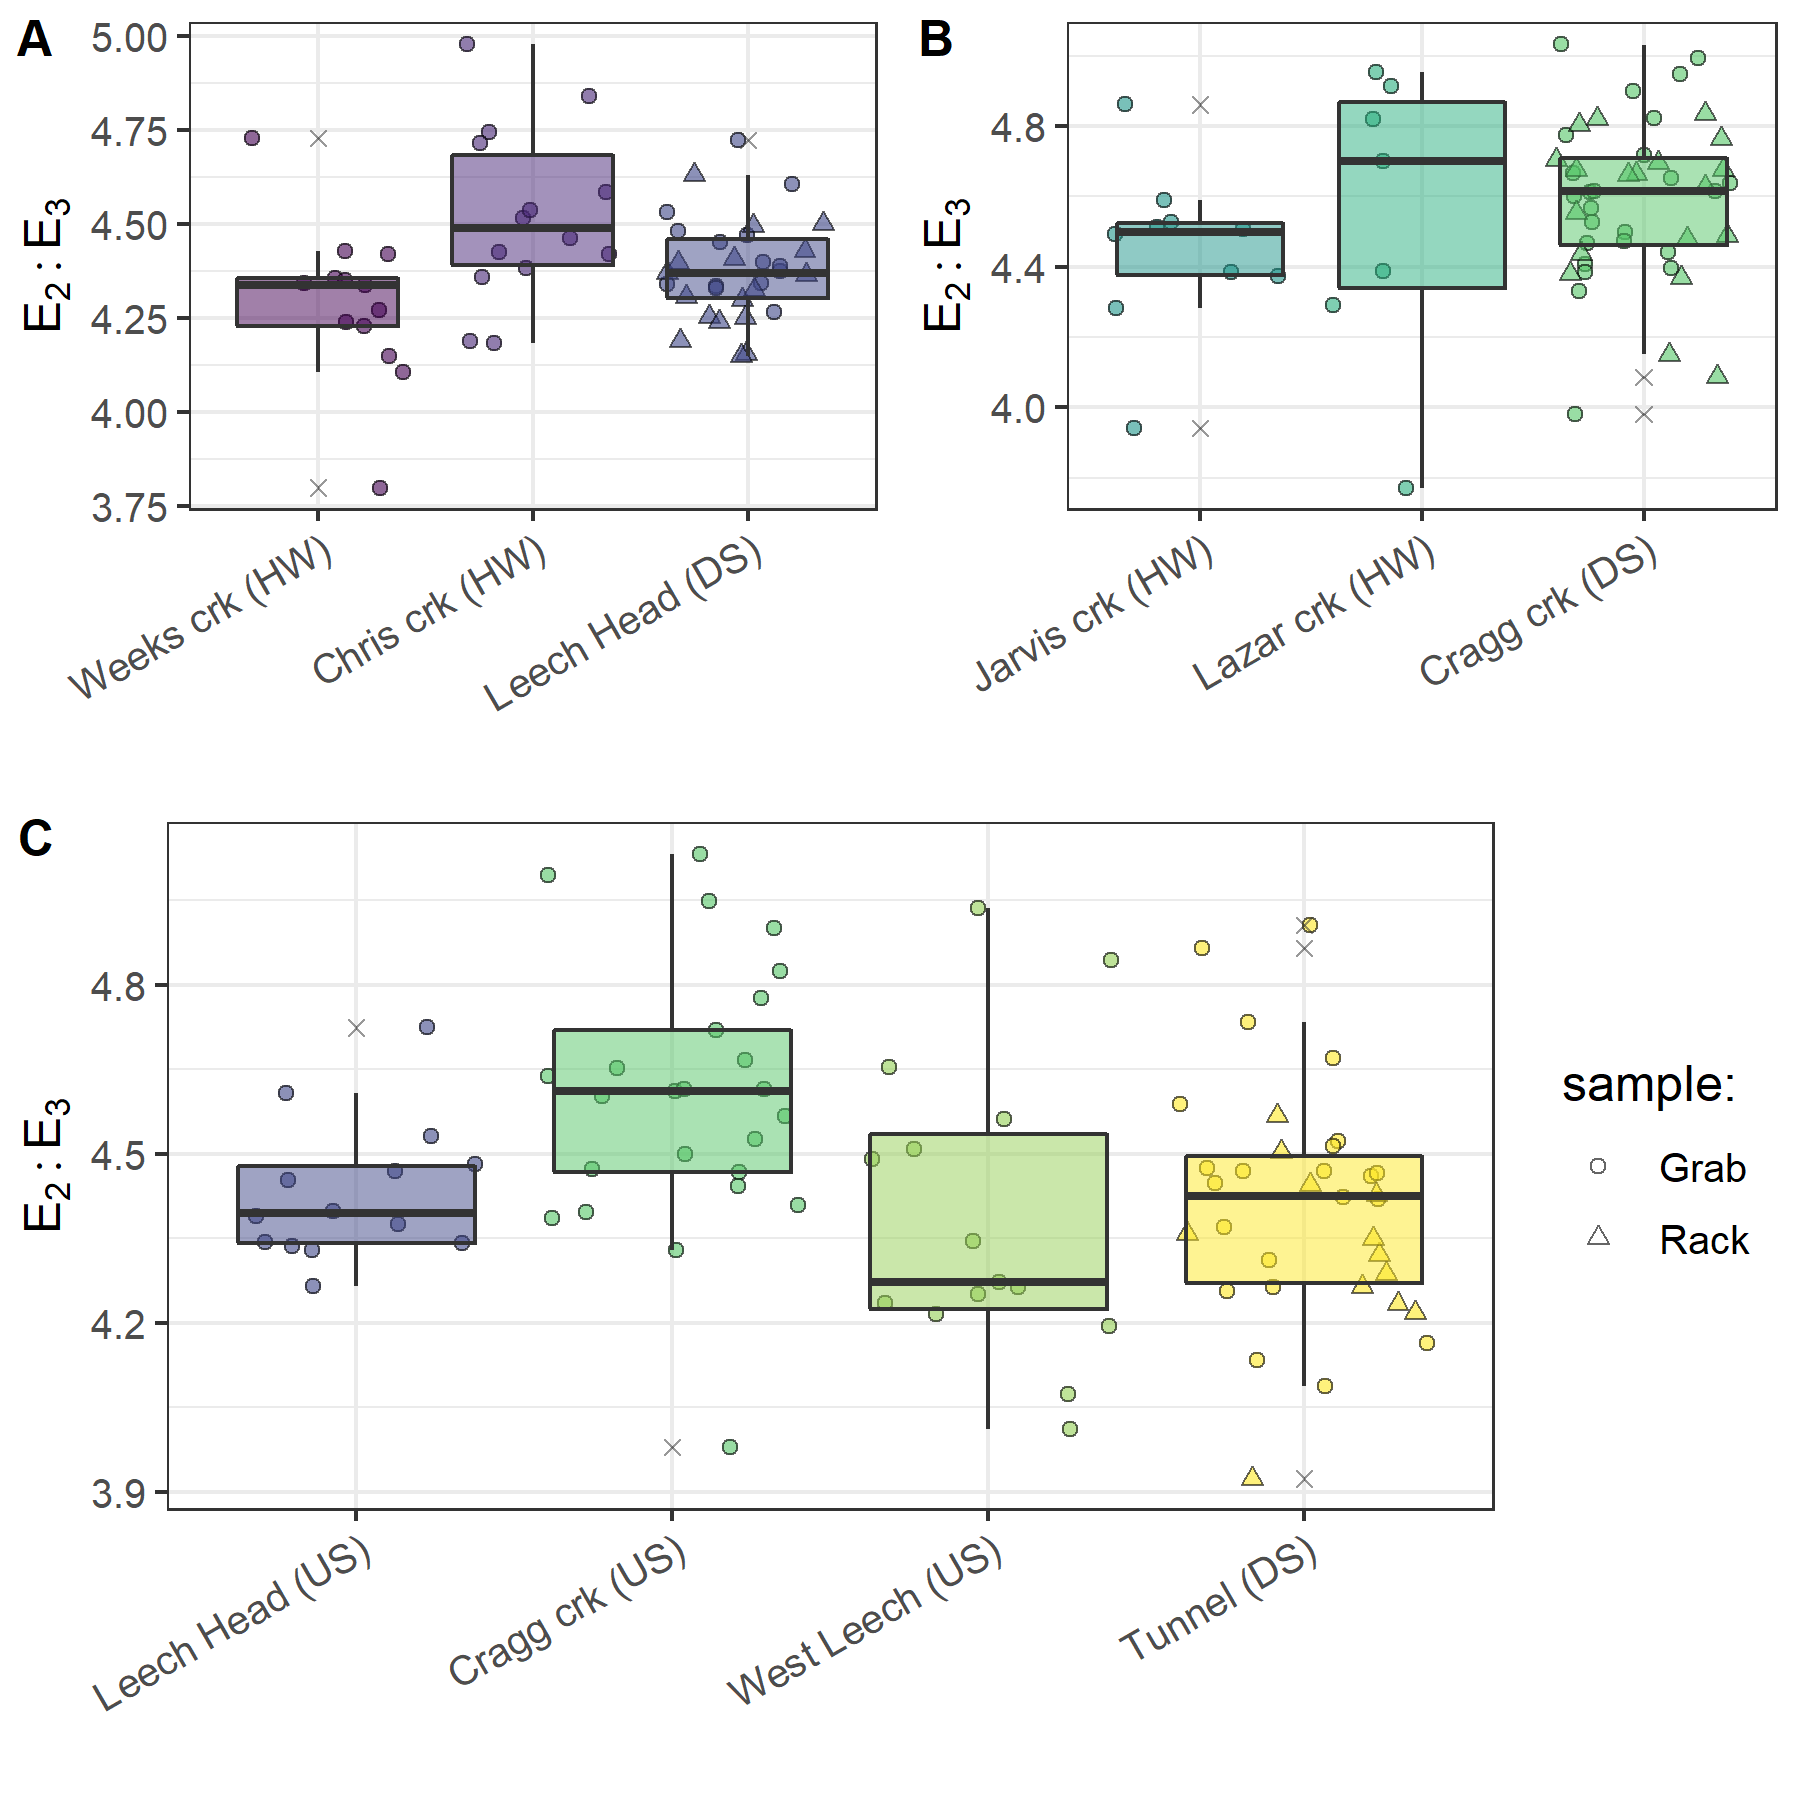 A
E2 : E3
5.00
4.75
4.50
4.25
4.00
3.75
Weeks crk (HW)
Chris crk (HW)
Leech Head (DS)
B
E2 : E3
4.8
4.4
4.0
Jarvis crk (HW)
Lazar crk (HW)
Cragg crk (DS)
C
E2 : E3
4.8
4.5
4.2
3.9
Leech Head (US)
Cragg crk (US)
West Leech (US)
Tunnel (DS)
sample:
Grab
Rack